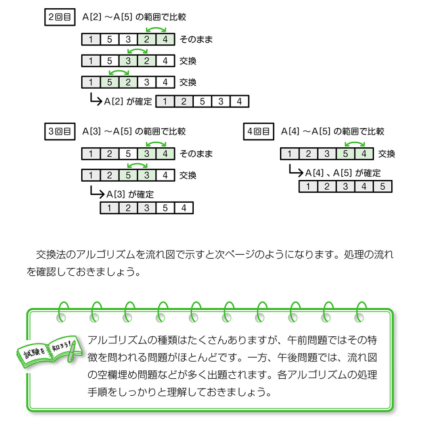 2回目 A[2] ～A[5] の範囲で比較
1 5 3 2 4 そのまま
1 5 3 2 4 交換
1 5 2 3 4 交換
A[2] が確定 1 2 5 3 4
3回目 A[3] ～A[5] の範囲で比較
1 2 5 3 4 そのまま
1 2 5 3 4 交換
A[3] が確定
1 2 3 5 4
4回目 A[4] ～A[5] の範囲で比較
1 2 3 5 4 交換
A[4] 、A[5] が確定
1 2 3 4 5
交換法のアルゴリズムを流れ図で示すと次ページのようになります。処理の流れ
を確認しておきましょう。
試験を知ろう!
アルゴリズムの種類はたくさんありますが、午前問題ではその特
徴を問われる問題がほとんどです。一方、午後問題では、流れ図
の空欄埋め問題などが多く出題されます。各アルゴリズムの処理
手順をしっかりと理解しておきましょう。